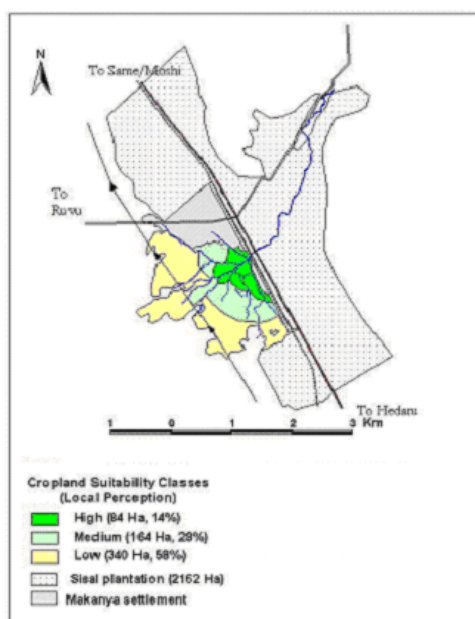 N
To Same/Moshi
To
Ruvu
To Hedaru
1 0 1 2 3 Km
Cropland Suitability Classes
(Local Perception)
High (84 Ha, 14%)
Medium (164 Ha, 28%)
Low (340 Ha, 58%)
Sisal plantation (2162 Ha)
Makanya settlement